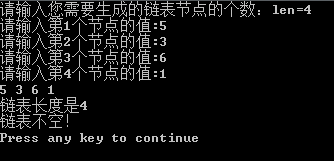 请输入您需要生成的链表节点的个数：len=4
请输入第1个节点的值:5
请输入第2个节点的值:3
请输入第3个节点的值:6
请输入第4个节点的值:1
5 3 6 1
链表长度是4
链表不空！
Press any key to continue